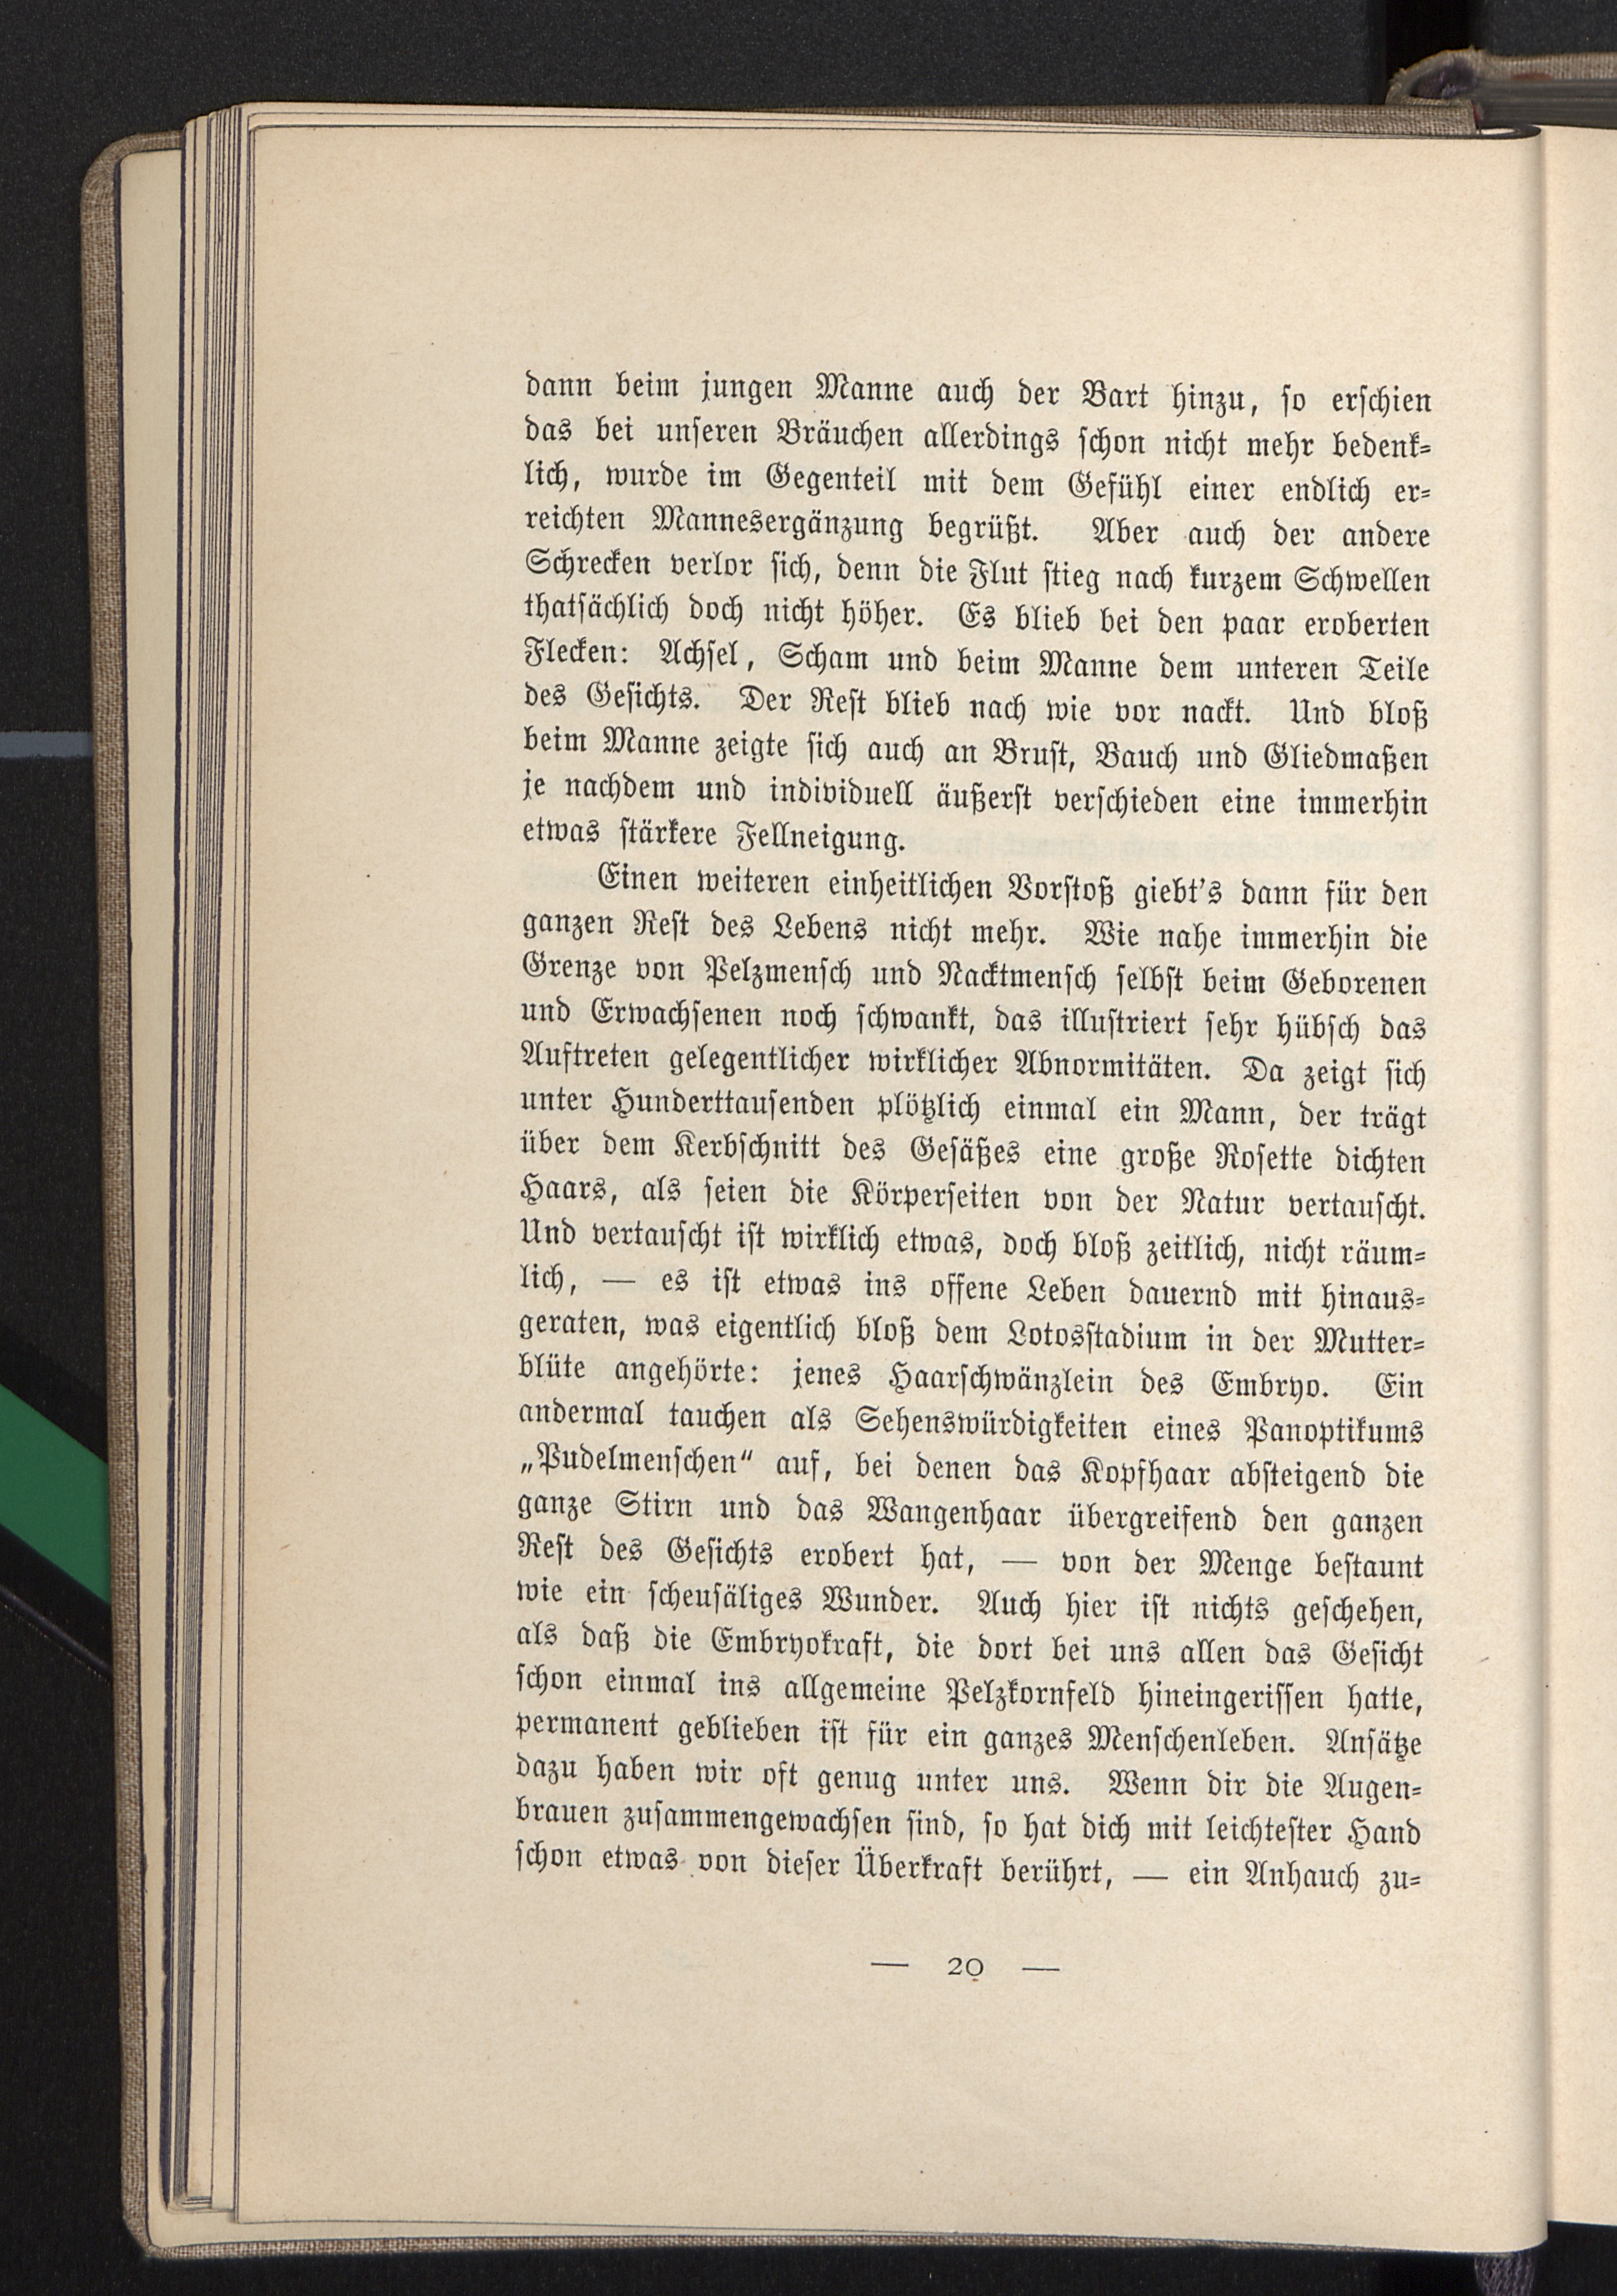 dann beim jungen Manne auch der Bart hinzu, so erschien
das bei unseren Bräuchen allerdings schon nicht mehr bedenk-
lich, wurde im Gegenteil mit dem Gefühl einer endlich er-
reichten Mannesergänzung begrüßt. Aber auch der andere
Schrecken verlor sich, denn die Flut stieg nach kurzem Schwellen
thatsächlich doch nicht höher. Es blieb bei den paar eroberten
Flecken: Achsel, Scham und beim Manne dem unteren Teile
des Gesichts. Der Rest blieb nach wie vor nackt. Und bloß
beim Manne zeigte sich auch an Brust, Bauch und Gliedmaßen
je nachdem und individuell äußerst verschieden eine immerhin
etwas stärkere Fellneigung.
Einen weiteren einheitlichen Vorstoß giebt's dann für den
ganzen Rest des Lebens nicht mehr. Wie nahe immerhin die
Grenze von Pelzmensch und Nacktmensch selbst beim Geborenen
und Erwachsenen noch schwankt, das illustriert sehr hübsch das
Auftreten gelegentlicher wirklicher Abnormitäten. Da zeigt sich
unter Hunderttausenden plötzlich einmal ein Mann, der trägt
über dem Kerbschnitt des Gesäßes eine große Rosette dichten
Haars, als seien die Körperseiten von der Natur vertauscht.
Und vertauscht ist wirklich etwas, doch bloß zeitlich, nicht räum-
lich, — es ist etwas ins offene Leben dauernd mit hinaus-
geraten, was eigentlich bloß dem Lotosstadium in der Mutter-
blüte angehörte: jenes Haarschwänzlein des Embryo. Ein
andermal tauchen als Sehenswürdigkeiten eines Panoptikums
„Pudelmenschen“ auf, bei denen das Kopfhaar absteigend die
ganze Stirn und das Wangenhaar übergreifend den ganzen
Rest des Gesichts erobert hat, — von der Menge bestaunt
wie ein scheusäliges Wunder. Auch hier ist nichts geschehen,
als daß die Embryokraft, die dort bei uns allen das Gesicht
schon einmal ins allgemeine Pelzkornfeld hineingerissen hatte,
permanent geblieben ist für ein ganzes Menschenleben. Ansätze
dazu haben wir oft genug unter uns. Wenn dir die Augen-
brauen zusammengewachsen sind, so hat dich mit leichtester Hand
schon etwas von dieser Überkraft berührt, — ein Anhauch zu-
— 20 —